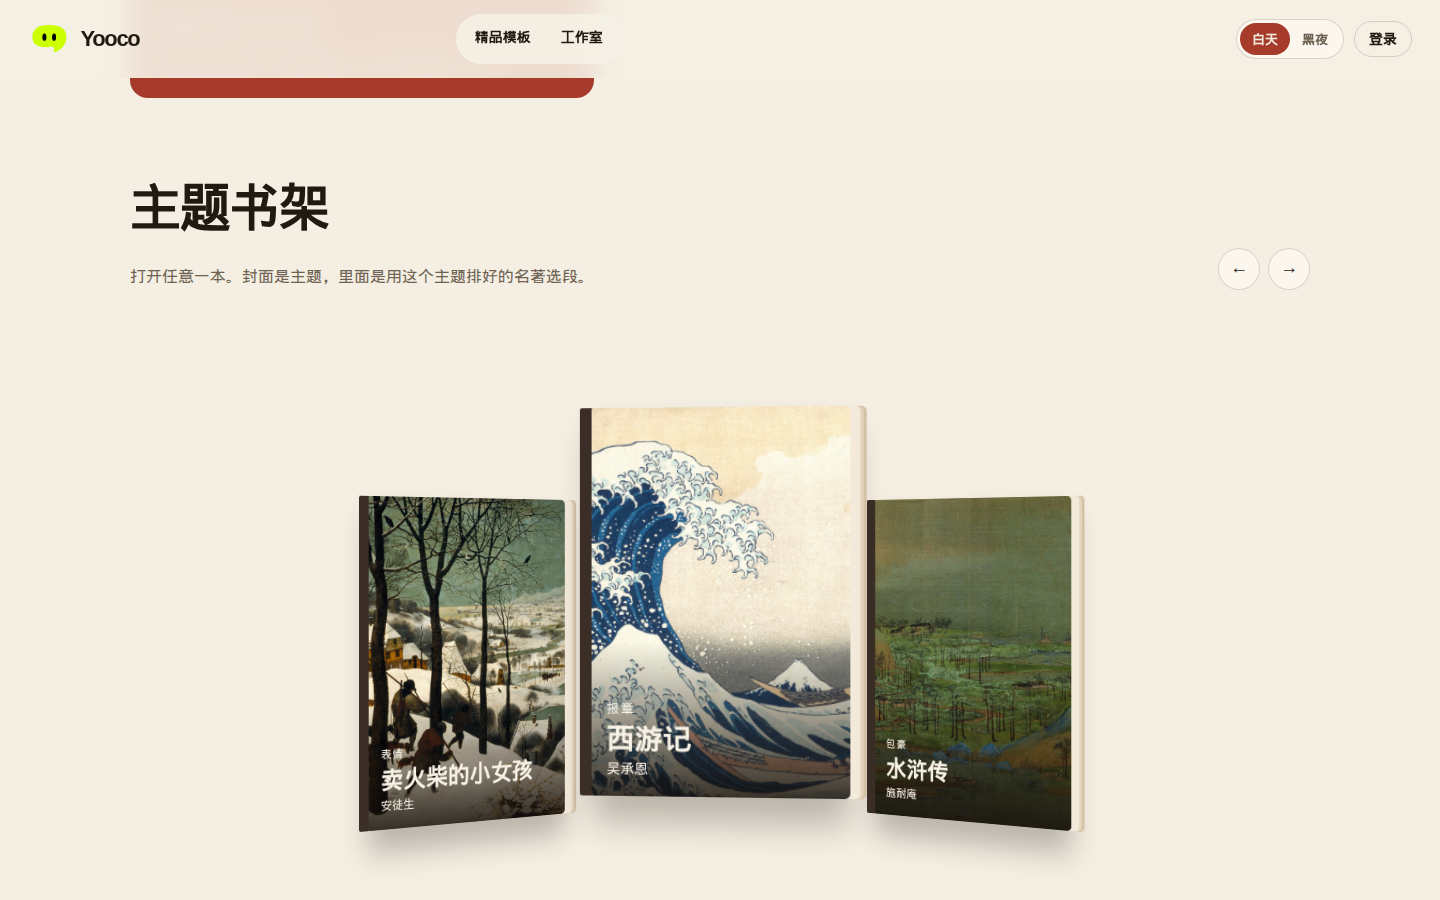 Yooco
精品模板
工作室
白天
黑夜
登录
主题书架
打开任意一本。封面是主题，里面是用这个主题排好的名著选段。
←
→
表情
卖火柴的小女孩
安徒生
报章
西游记
吴承恩
包豪
水浒传
施耐庵